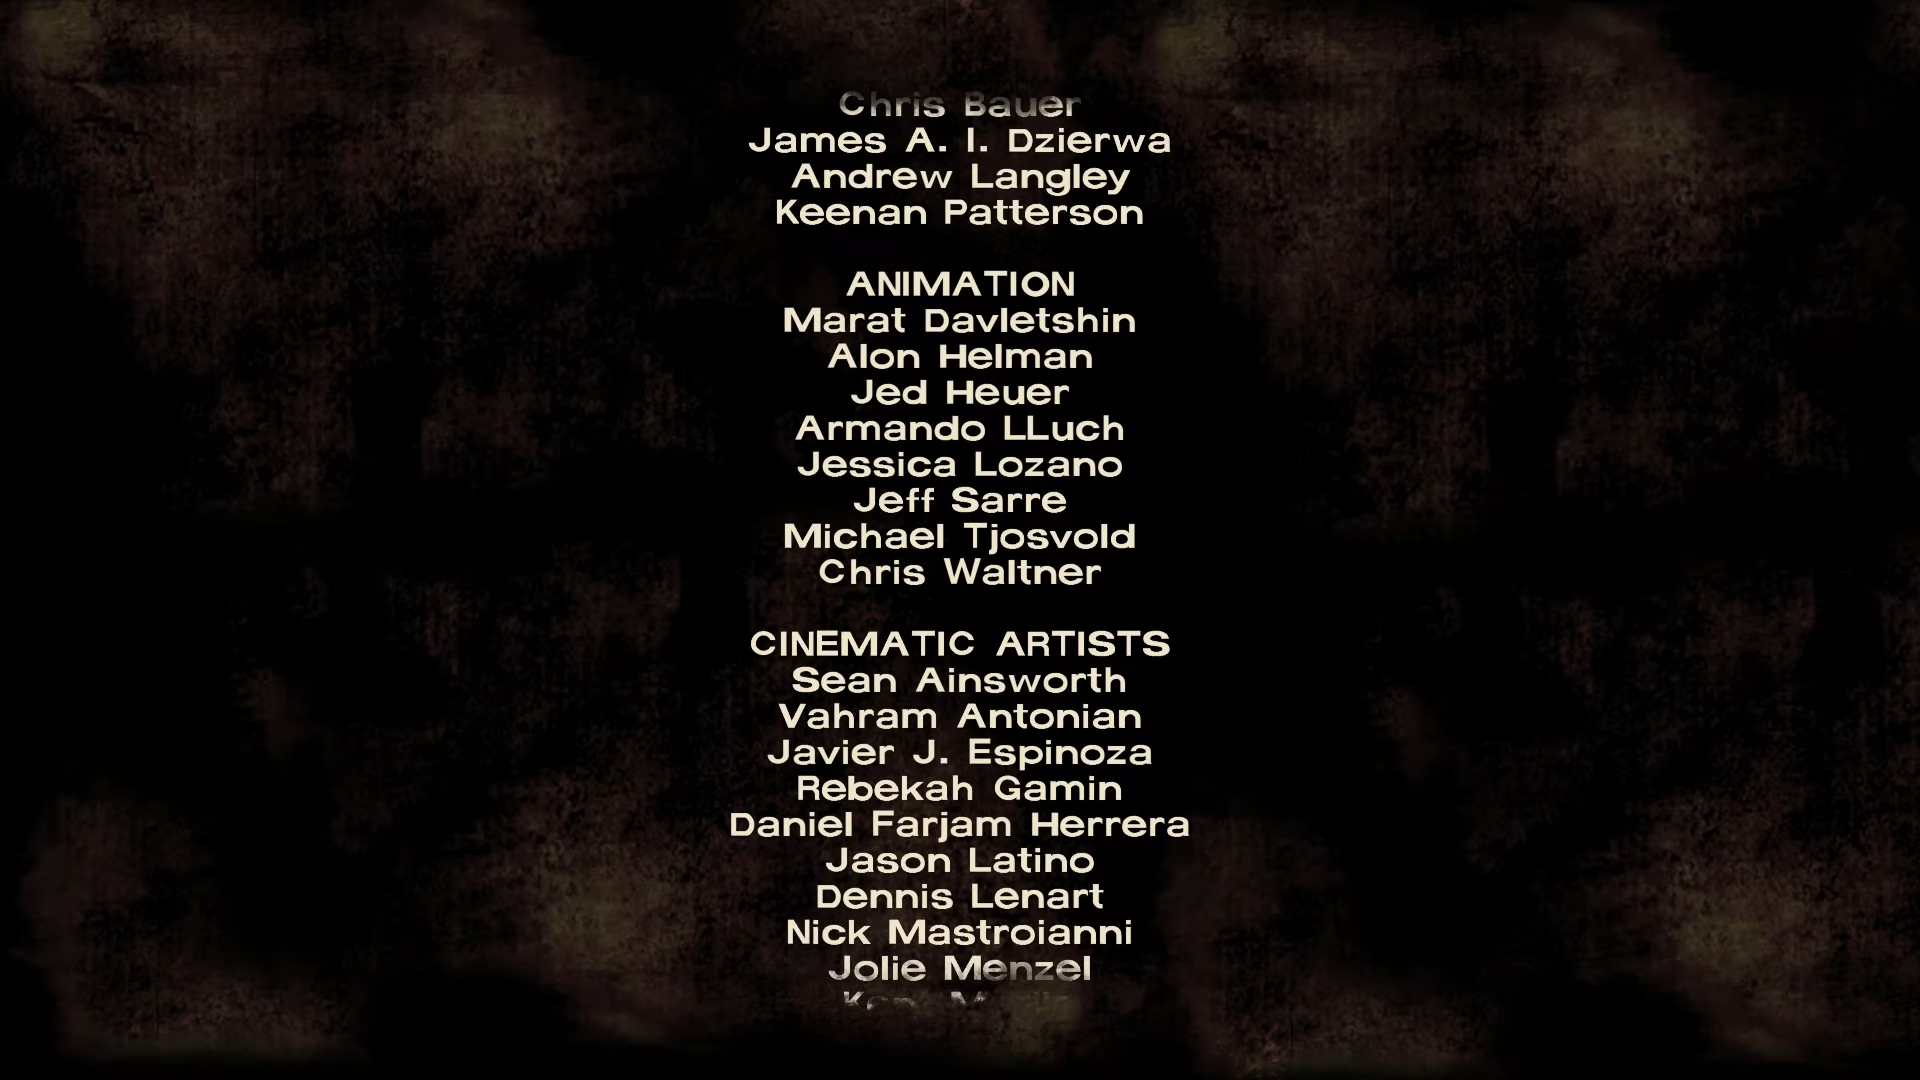 Chris Bauer
James A. I. Dzierwa
Andrew Langley
Keenan Patterson
ANIMATION
Marat Davletshin
Alon Helman
Jed Heuer
Armando LLuch
Jessica Lozano
Jeff Sarre
Michael Tjosvold
Chris Waltner
CINEMATIC ARTISTS
Sean Ainsworth
Vahram Antonian
Javier J. Espinoza
Rebekah Gamin
Daniel Farjam Herrera
Jason Latino
Dennis Lenart
Nick Mastroianni
Jolie Menzel